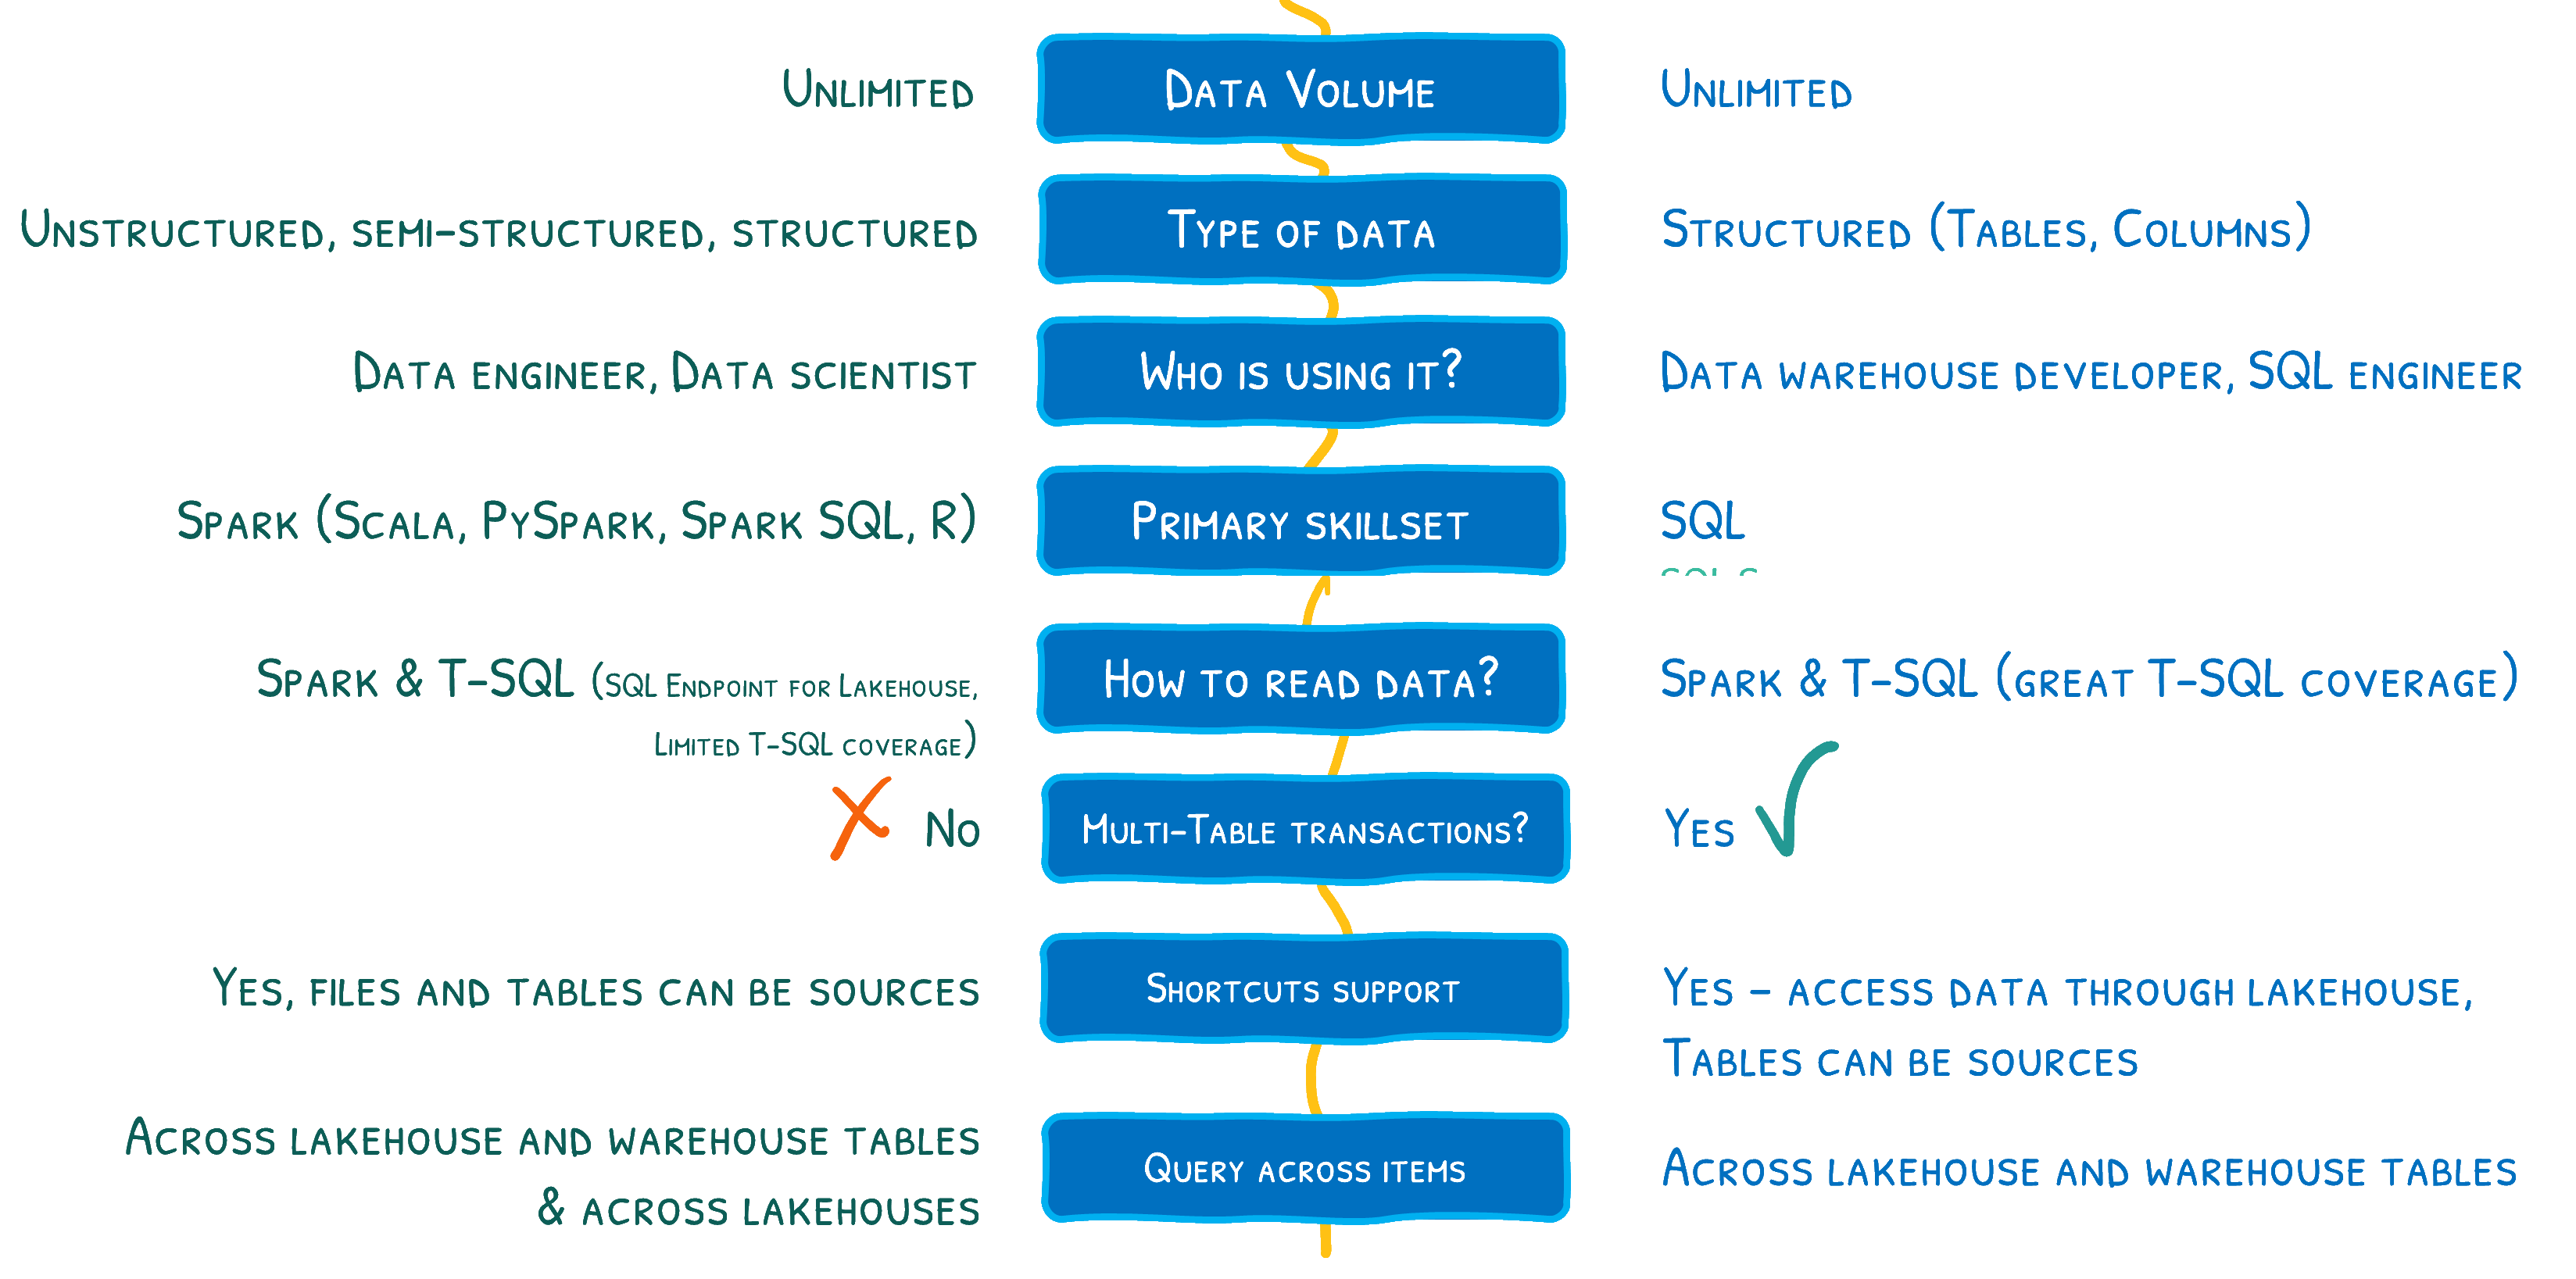 Unlimited
Data Volume
Unlimited
Unstructured, semi-structured, structured
Type of data
Structured (Tables, Columns)
Data engineer, Data scientist
Who is using it?
Data warehouse developer, SQL engineer
Spark (Scala, PySpark, Spark SQL, R)
Primary skillset
SQL
Spark & T-SQL (SQL Endpoint for Lakehouse,
Limited T-SQL coverage)
How to read data?
Spark & T-SQL (great T-SQL coverage)
No
Multi-Table transactions?
Yes
Yes, files and tables can be sources
Shortcuts support
Yes – access data through lakehouse,
Tables can be sources
Across lakehouse and warehouse tables
& across lakehouses
Query across items
Across lakehouse and warehouse tables